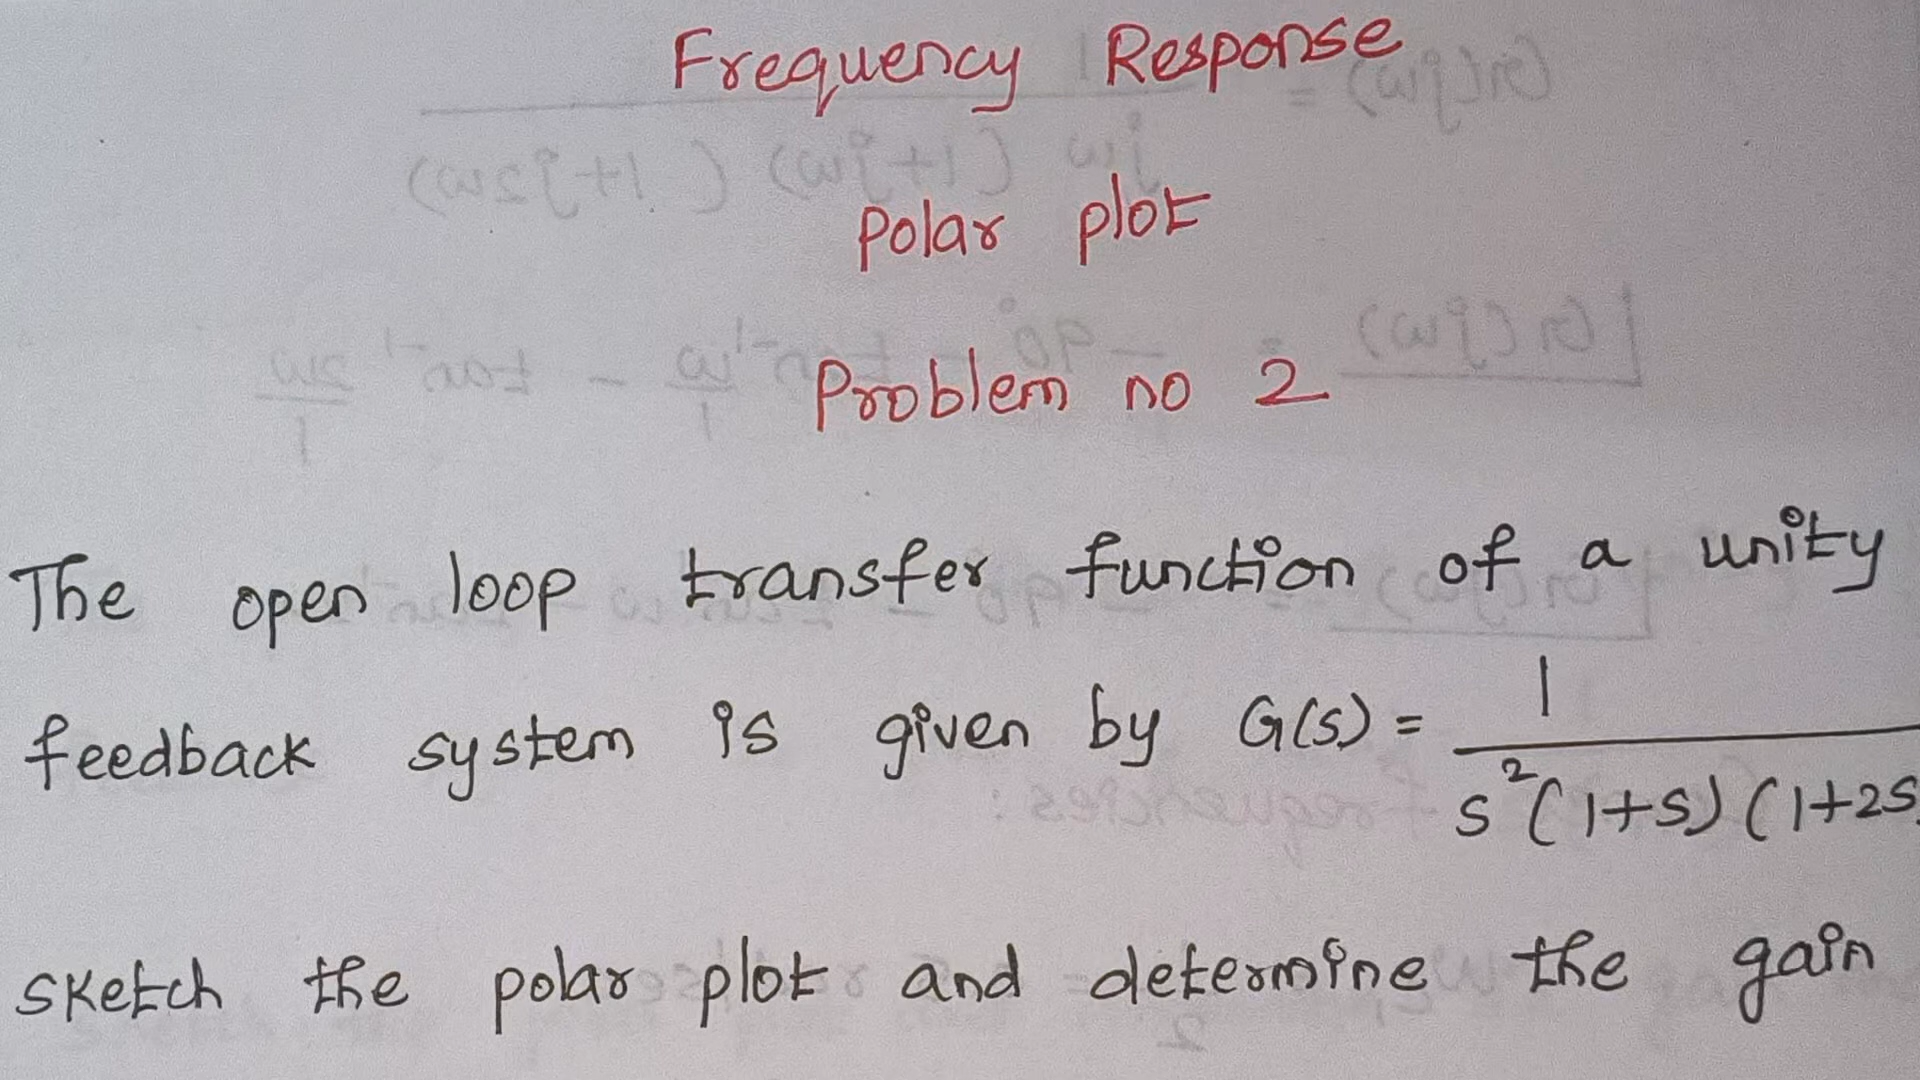 Frequency Response
Polar plot
Problem no 2
The open loop transfer function of a unity
feedback system is given by G(s) = 1
s²(1+s)(1+2s
sketch the polar plot and determine the gain